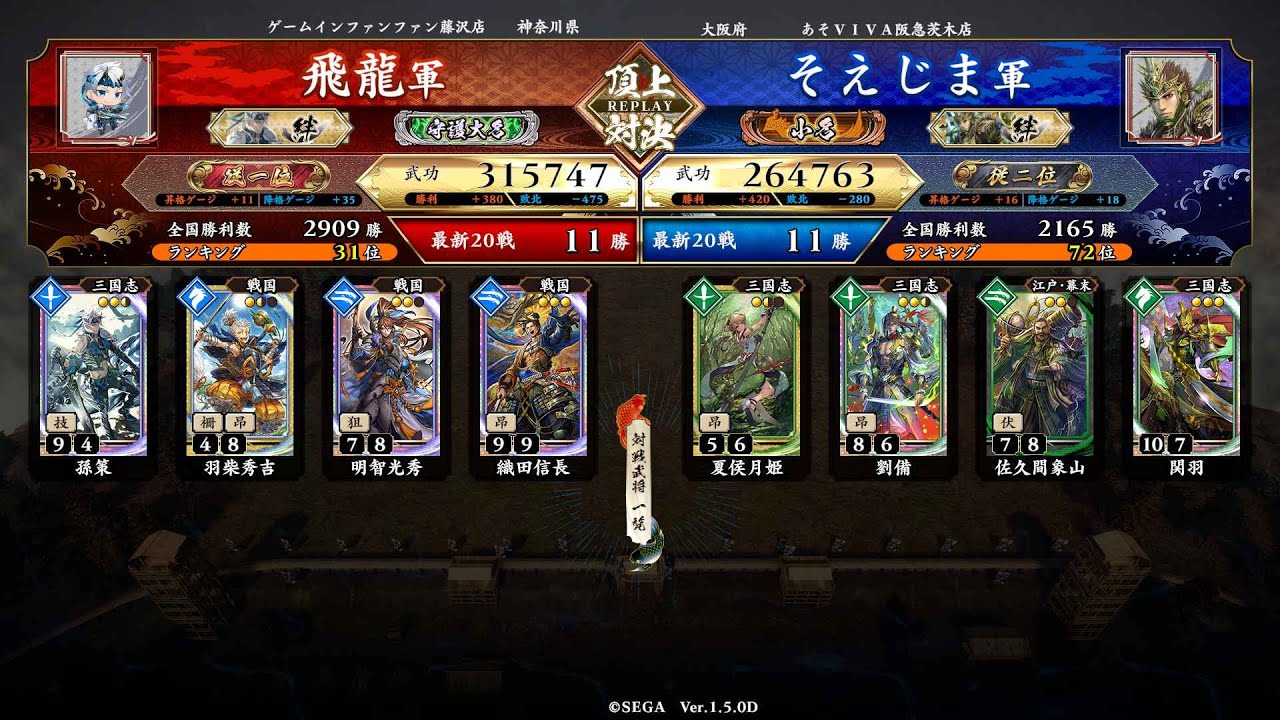 ゲームインファンファン藤沢店 神奈川県
大阪府 あそVIVA阪急茨木店
飛龍軍
頂上
REPLAY
対決
そえじま軍
絆
守護大名
小名
絆
従一位
武功 315747
武功 264763
従二位
昇格ゲージ +11 降格ゲージ +35
勝利 +380 敗北 -475
勝利 +420 敗北 -280
昇格ゲージ +16 降格ゲージ +18
全国勝利数 2909勝
ランキング 31位
最新20戦 11勝
最新20戦 11勝
全国勝利数 2165勝
ランキング 72位
三国志
戦国
戦国
戦国
三国志
三国志
江戸・幕末
三国志
技
柵 昂
狙
昂
昂
昂
伏
9 4
4 8
7 8
9 9
5 6
8 6
7 8
10 7
孫策
羽柴秀吉
明智光秀
織田信長
夏侯月姫
劉備
佐久間象山
関羽
対戦武将一覧
©SEGA Ver.1.5.0D